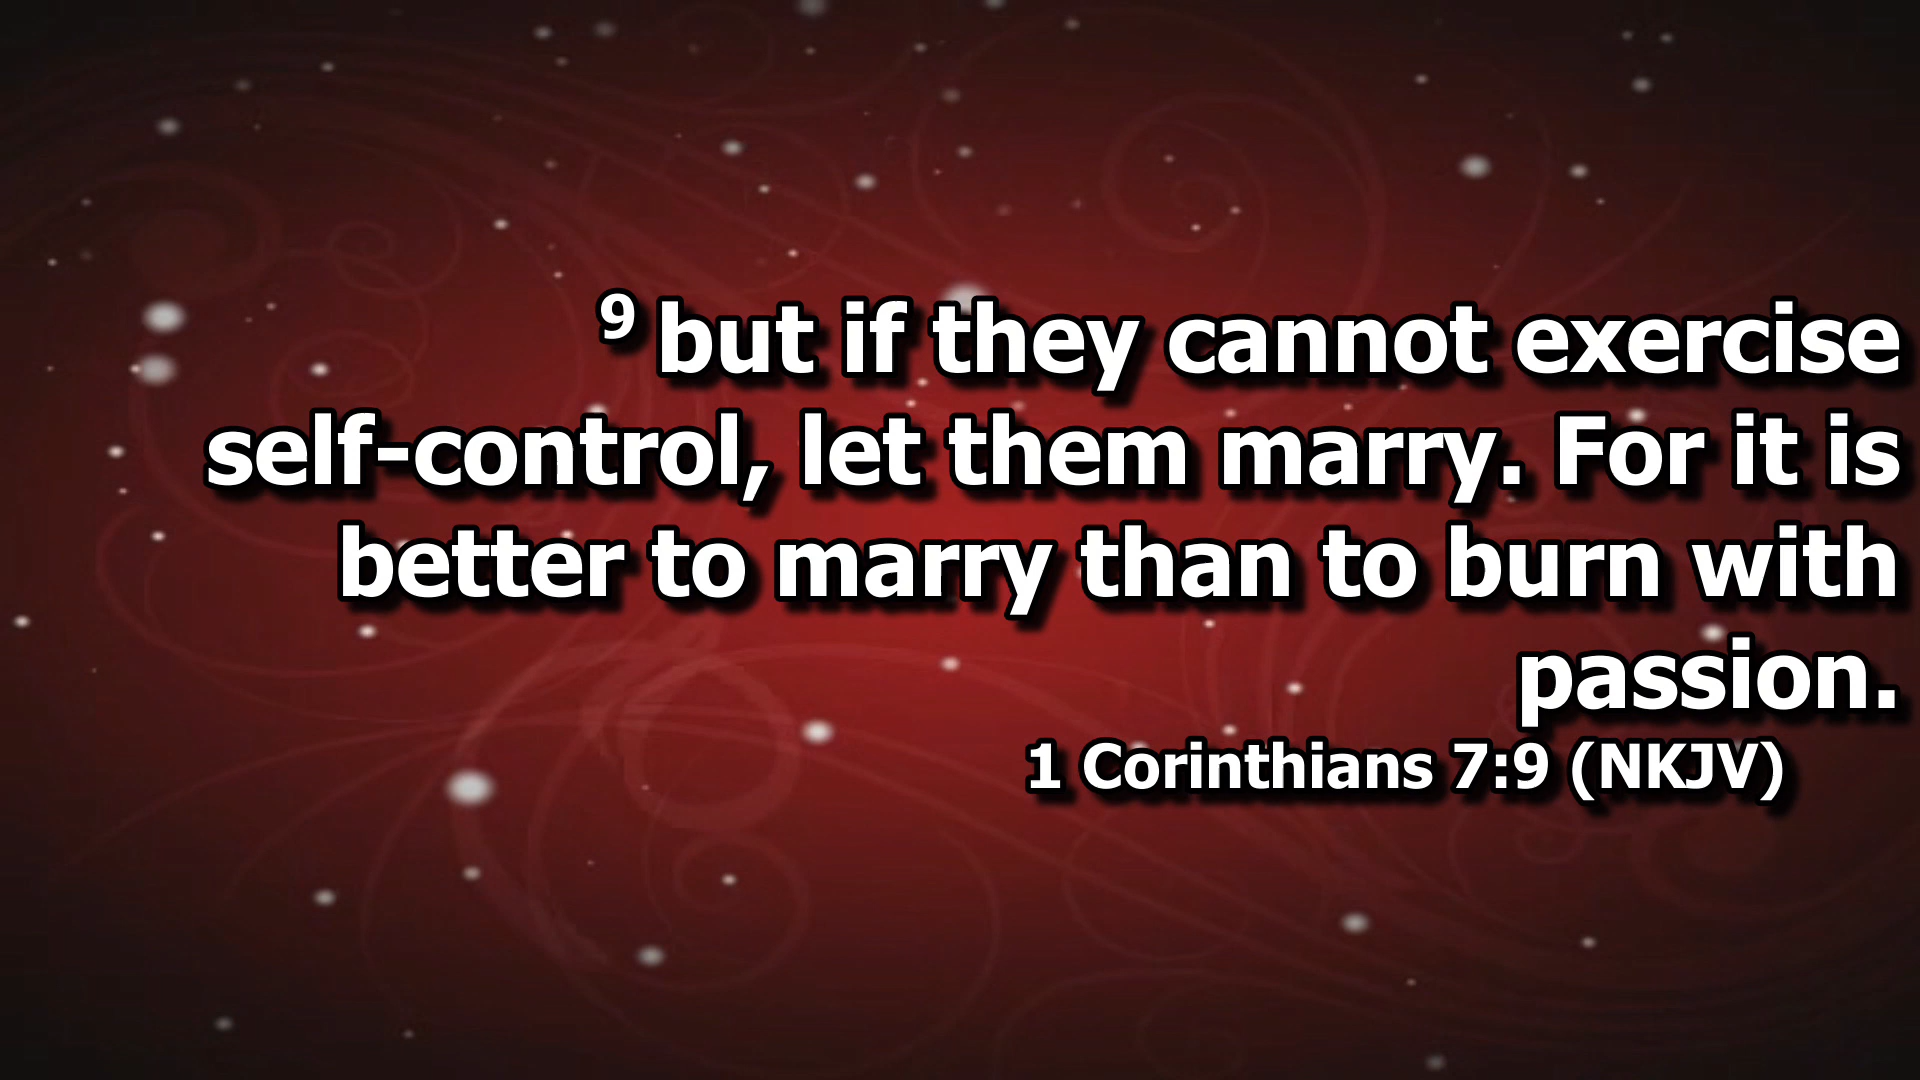 9 but if they cannot exercise
self-control, let them marry. For it is
better to marry than to burn with
passion.
1 Corinthians 7:9 (NKJV)